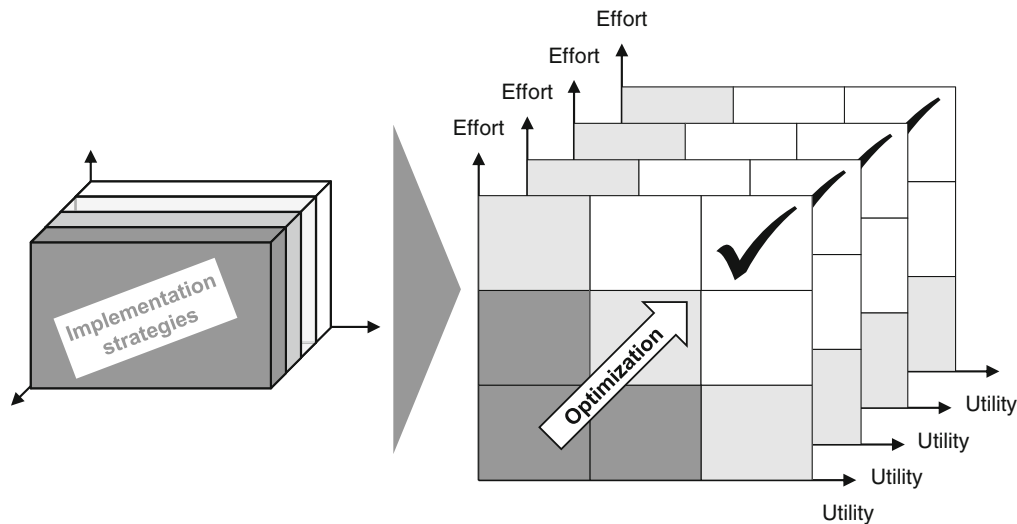 Effort
Effort
Effort
Effort
Implementation
strategies
Optimization
Utility
Utility
Utility
Utility